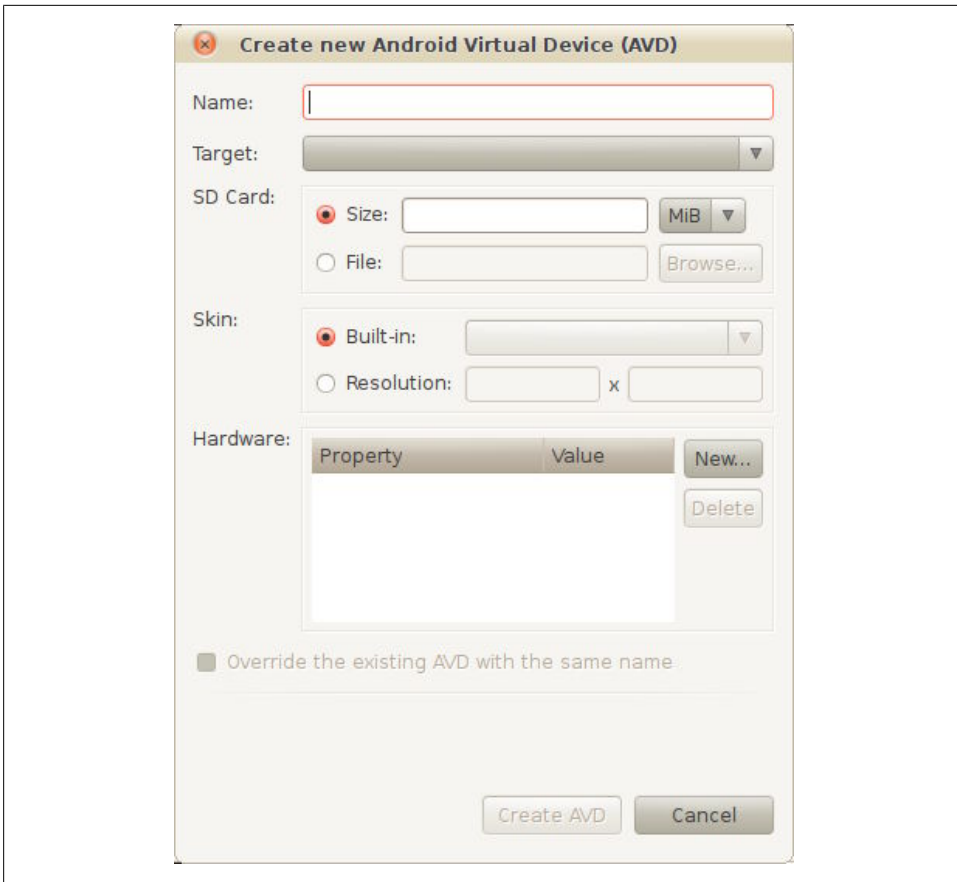 Create new Android Virtual Device (AVD)
Name:
Target:
SD Card:
Size:
MiB
File:
Browse...
Skin:
Built-in:
Resolution:
x
Hardware:
Property Value
New...
Delete
Override the existing AVD with the same name
Create AVD
Cancel